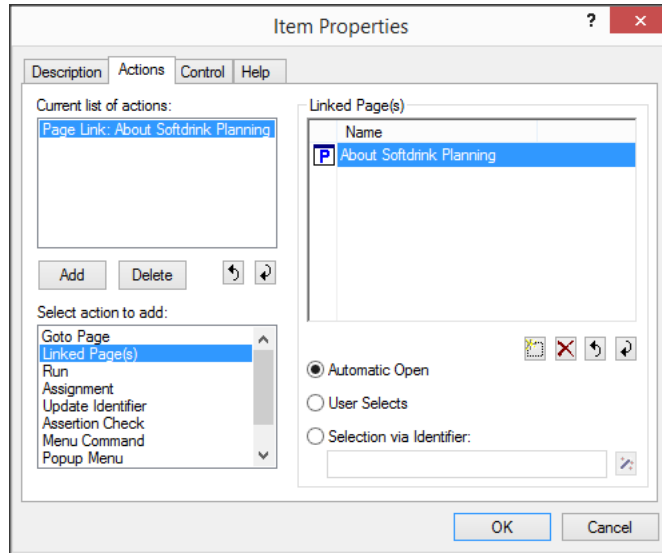 Item Properties
?
×
Description
Actions
Control
Help
Current list of actions:
Page Link: About Softdrink Planning
Add
Delete
Select action to add:
Goto Page
Linked Page(s)
Run
Assignment
Update Identifier
Assertion Check
Menu Command
Popup Menu
Linked Page(s)
Name
P About Softdrink Planning
Automatic Open
User Selects
Selection via Identifier:
OK
Cancel